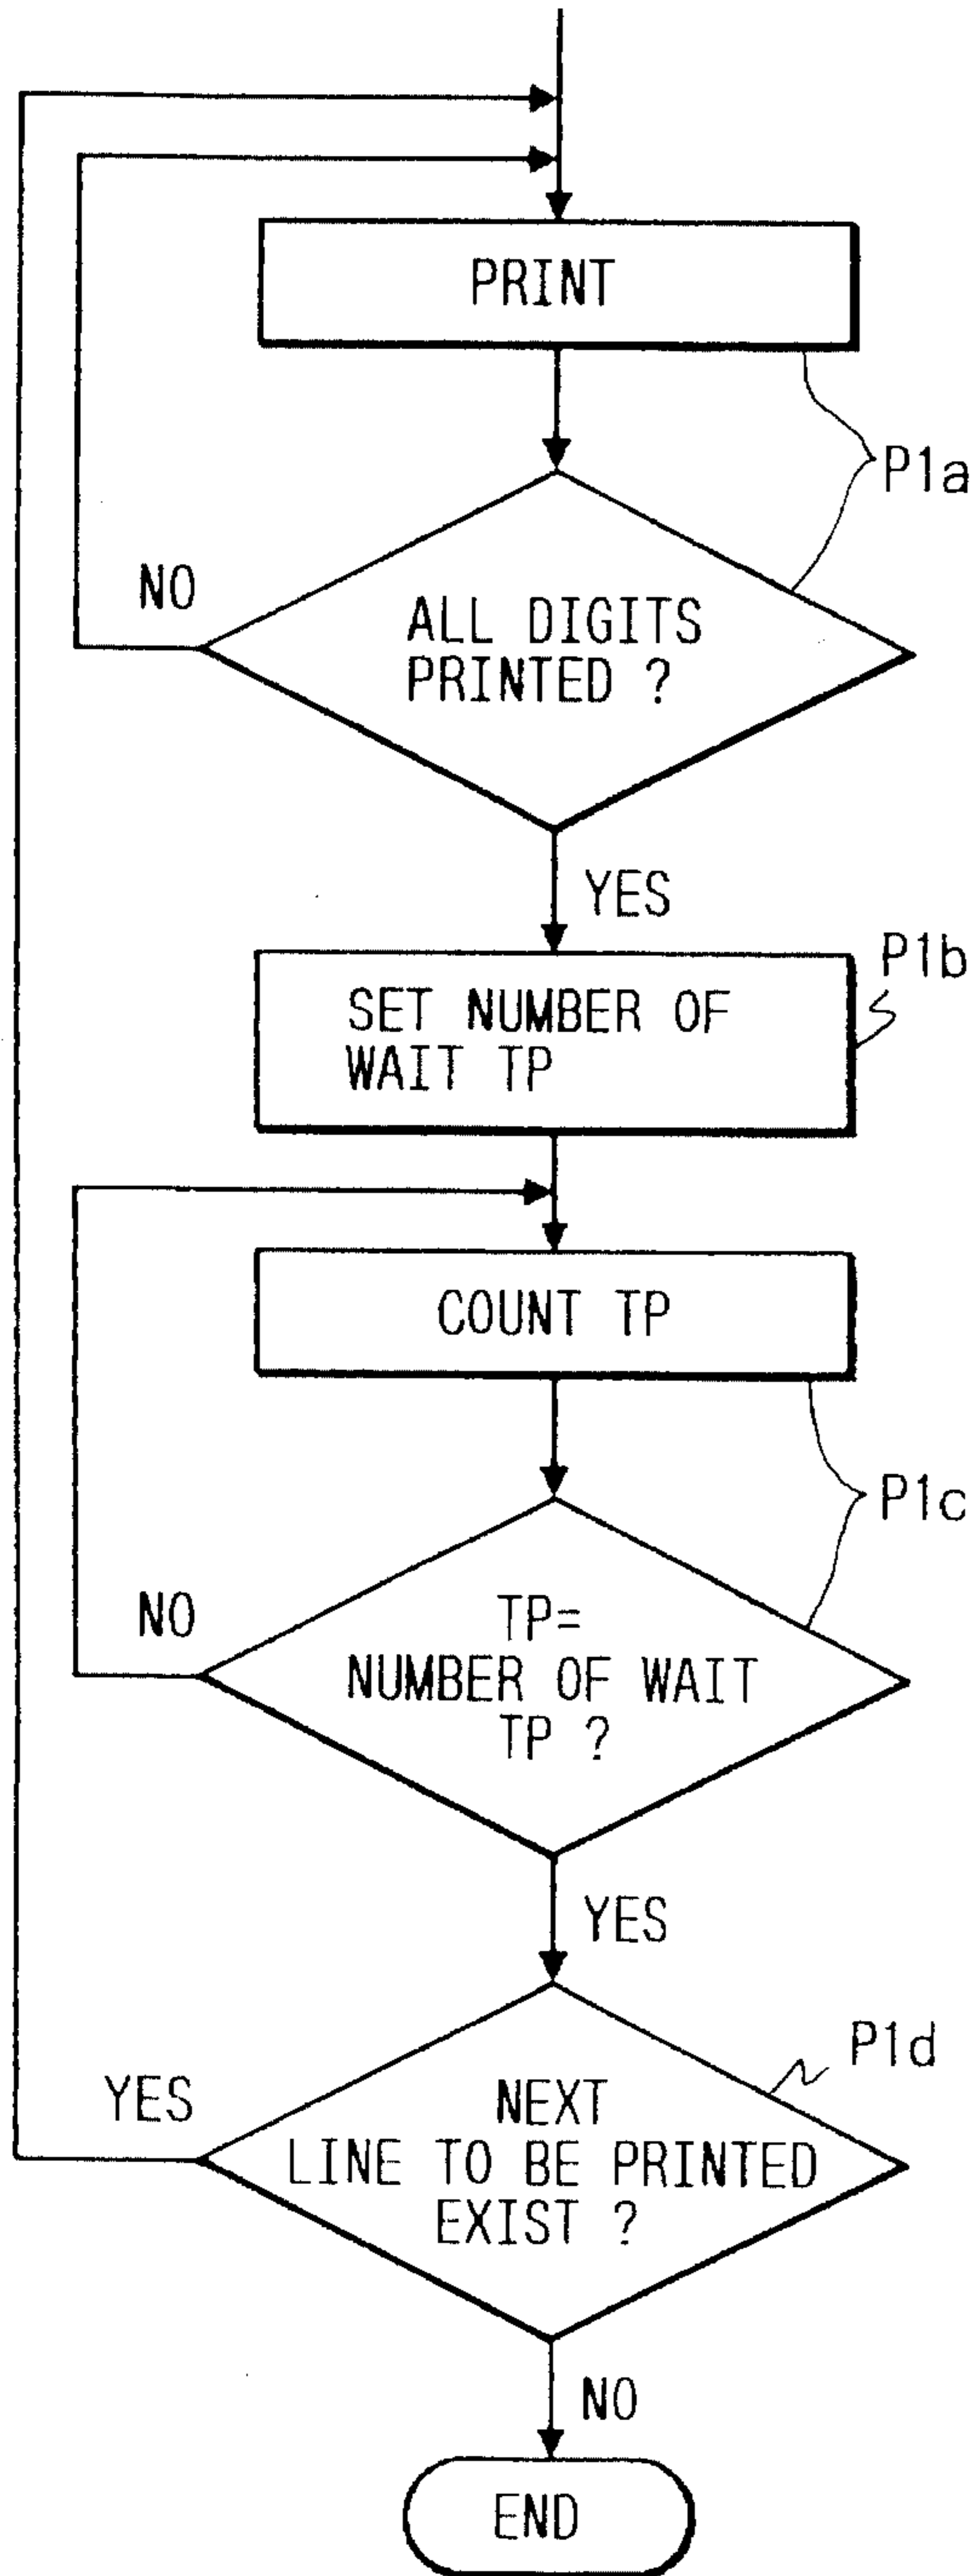 PRINT
P1a
NO
ALL DIGITS
PRINTED ?
YES
P1b
SET NUMBER OF
WAIT TP
COUNT TP
P1c
NO
TP=
NUMBER OF WAIT
TP ?
YES
P1d
YES
NEXT
LINE TO BE PRINTED
EXIST ?
NO
END